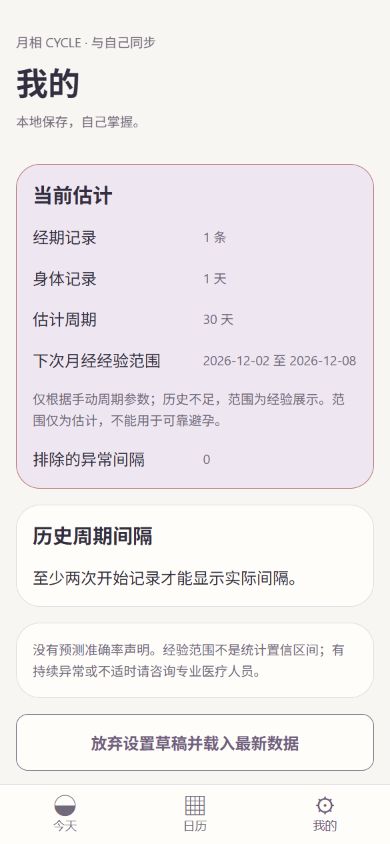 月相 CYCLE · 与自己同步
我的
本地保存，自己掌握。
当前估计
经期记录 1 条
身体记录 1 天
估计周期 30 天
下次月经经验范围 2026-12-02 至 2026-12-08
仅根据手动周期参数；历史不足，范围为经验展示。范
围仅为估计，不能用于可靠避孕。
排除的异常间隔 0
历史周期间隔
至少两次开始记录才能显示实际间隔。
没有预测准确率声明。经验范围不是统计置信区间；有
持续异常或不适时请咨询专业医疗人员。
放弃设置草稿并载入最新数据
今天 日历 我的